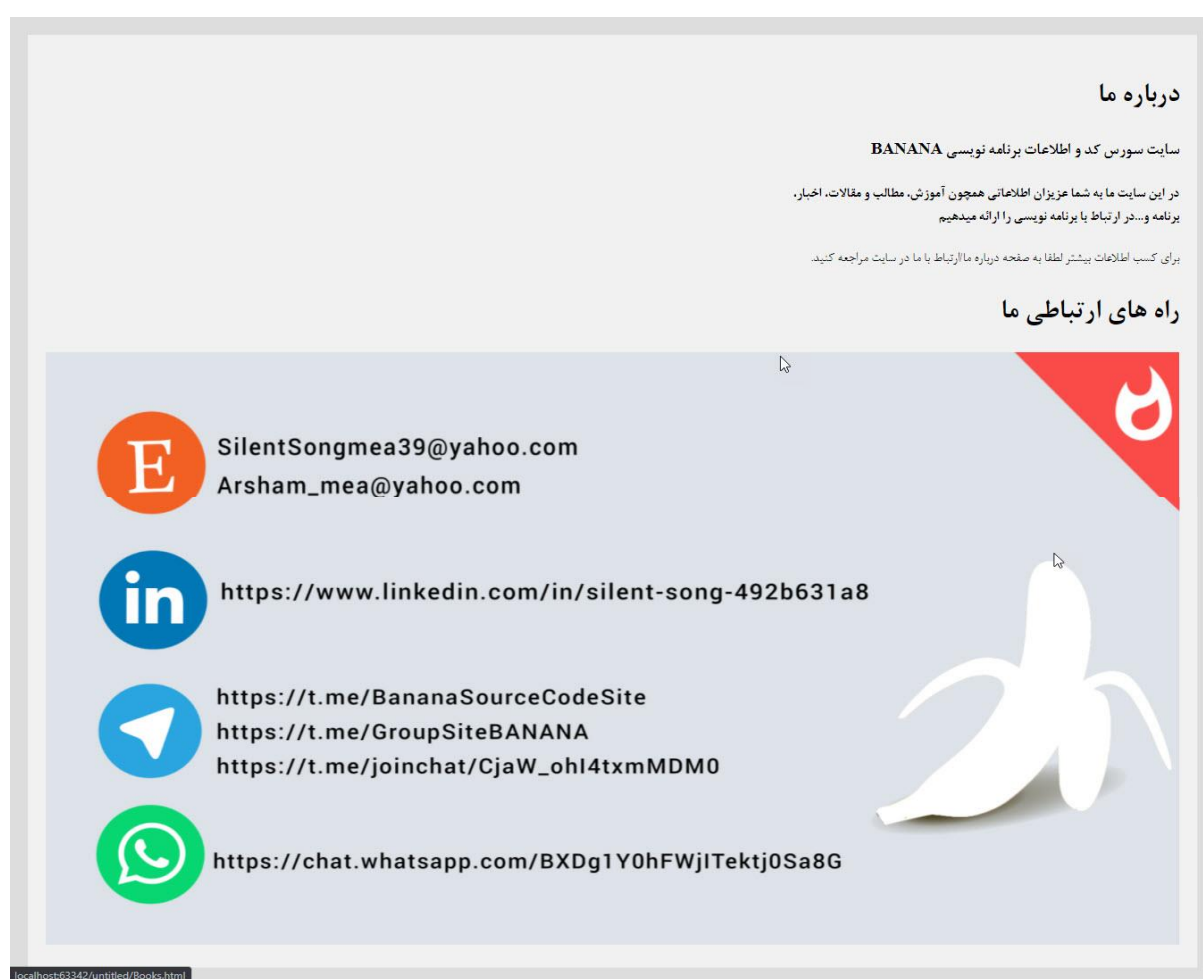 درباره ما
سایت سورس کد و اطلاعات برنامه نویسی BANANA
در این سایت ما به شما عزیزان اطلاعاتی همچون آموزش، مطالب و مقالات، اخبار،
برنامه و...در ارتباط با برنامه نویسی را ارائه میدهیم
برای کسب اطلاعات بیشتر لطفا به صفحه درباره ما/ارتباط با ما در سایت مراجعه کنید.
راه های ارتباطی ما
E
SilentSongmea39@yahoo.com
Arsham_mea@yahoo.com
in
https://www.linkedin.com/in/silent-song-492b631a8
https://t.me/BananaSourceCodeSite
https://t.me/GroupSiteBANANA
https://t.me/joinchat/CjaW_ohI4txmMDM0
https://chat.whatsapp.com/BXDg1Y0hFWjITektj0Sa8G
localhost:63342/untitled/Books.html